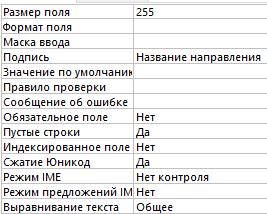 Размер поля 255
Формат поля
Маска ввода
Подпись Название направления
Значение по умолчани
Правило проверки
Сообщение об ошибке
Обязательное поле Нет
Пустые строки Да
Индексированное поле Нет
Сжатие Юникод Да
Режим IME Нет контроля
Режим предложений IM Нет
Выравнивание текста Общее